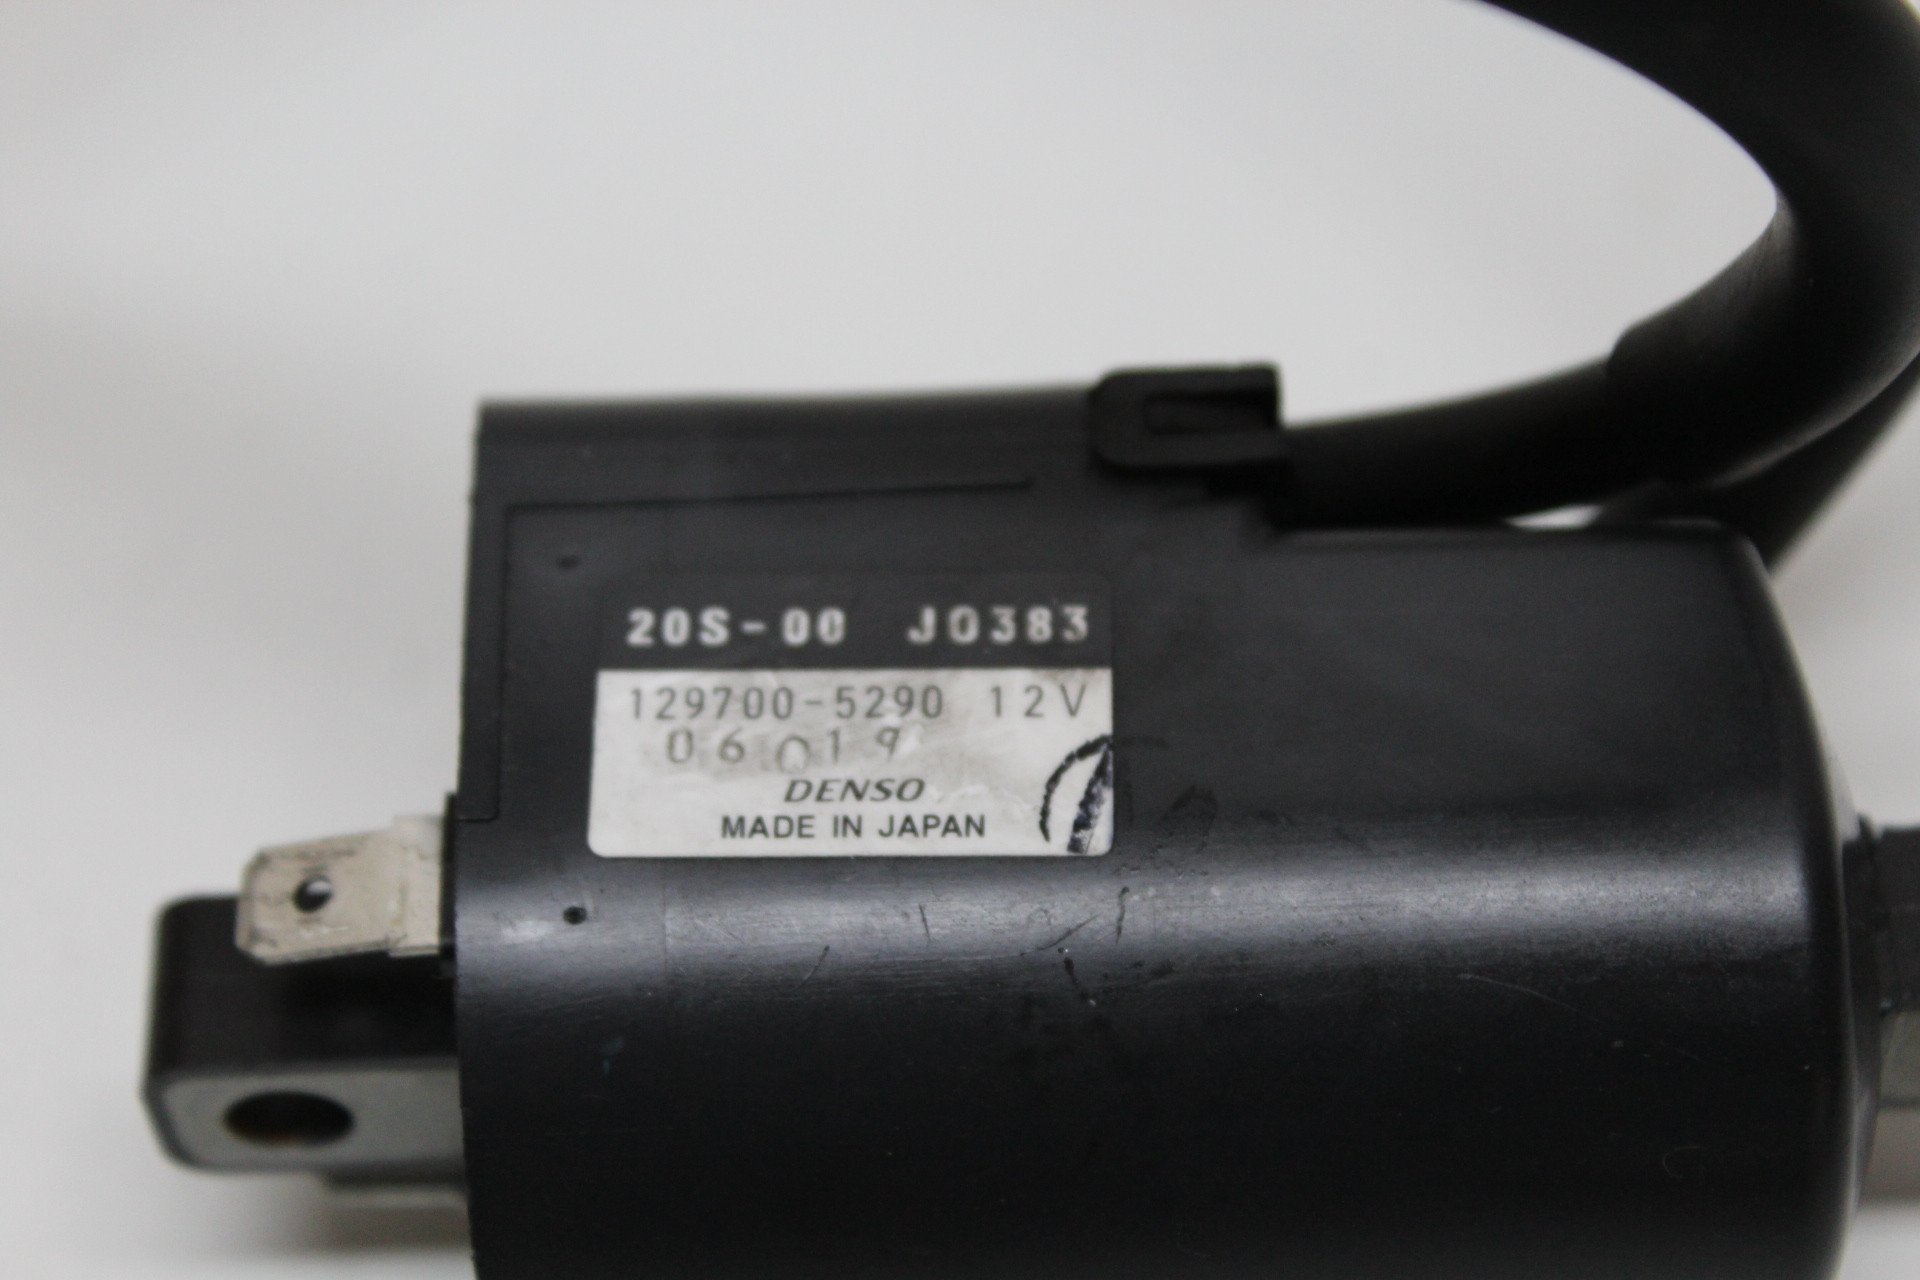 20S-00 J0383
129700-5290 12V
06019
DENSO
MADE IN JAPAN